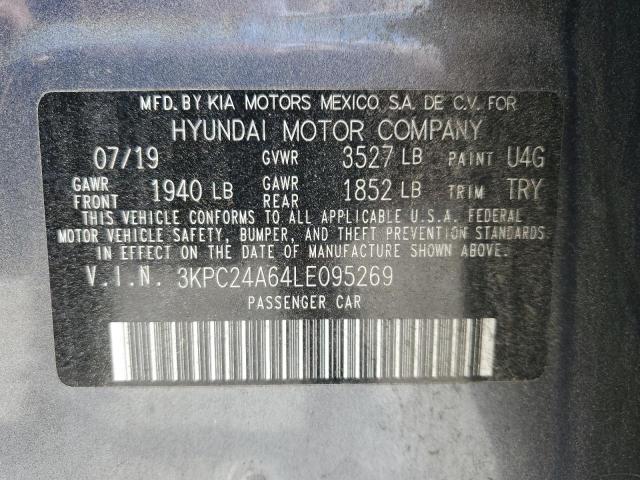 MFD. BY KIA MOTORS MEXICO, S.A. DE C.V. FOR
HYUNDAI MOTOR COMPANY
07/19 GVWR 3527 LB PAINT U4G
GAWR FRONT 1940 LB GAWR REAR 1852 LB TRIM TRY
THIS VEHICLE CONFORMS TO ALL APPLICABLE U.S.A. FEDERAL
MOTOR VEHICLE SAFETY, BUMPER, AND THEFT PREVENTION STANDARDS
IN EFFECT ON THE DATE OF MANUFACTURE SHOWN ABOVE.
V.I.N. 3KPC24A64LE095269
PASSENGER CAR